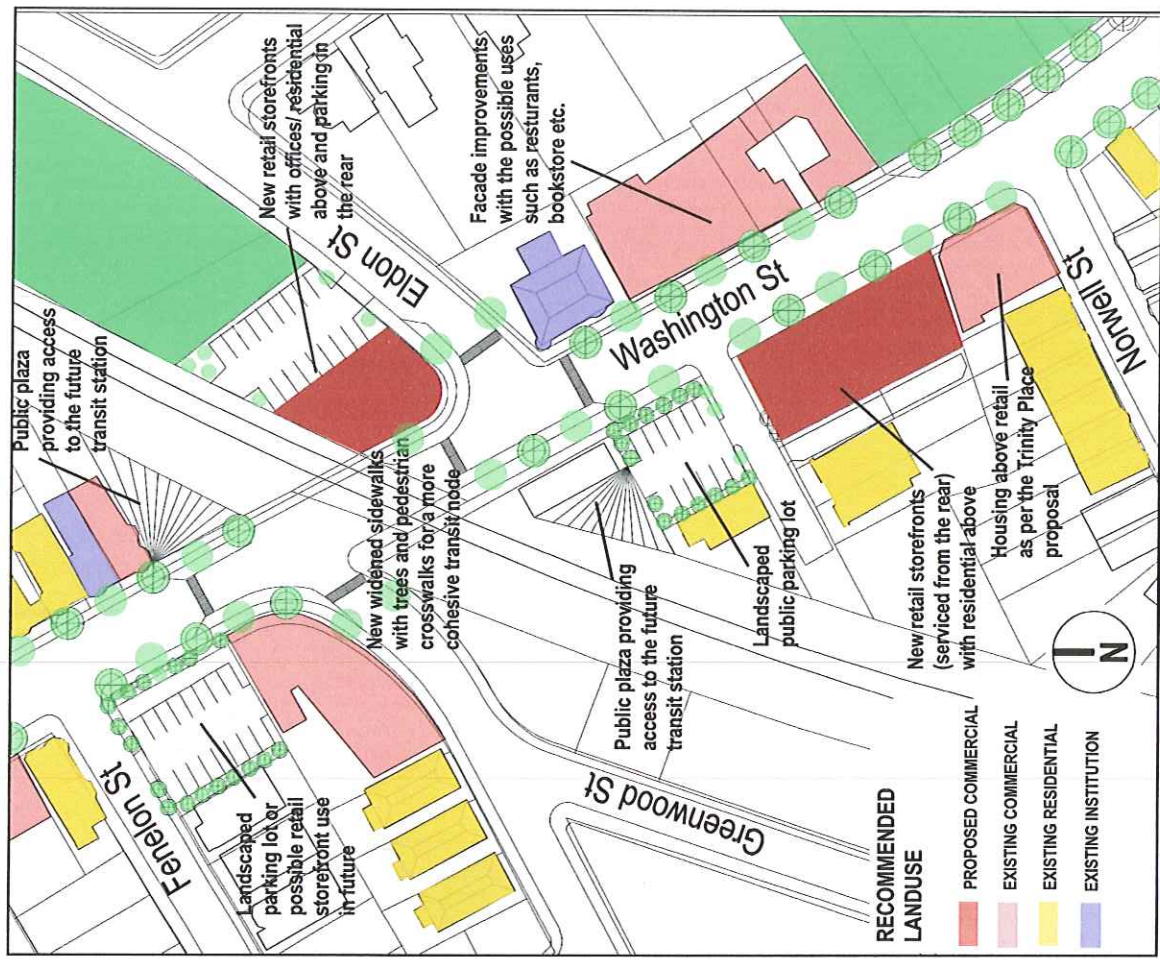 Public plaza
providing access
to the future
transit station
New retail storefronts
with offices/ residential
above and parking in
the rear
Eldon St
Facade improvements
with the possible uses
such as resturants,
bookstore etc.
Fenelon St
Landscaped
parking lot or
possible retail
storefront use
in future
New widened sidewalks
with trees and pedestrian
crosswalks for a more
cohesive transit node
Washington St
Public plaza providing
access to the future
transit station
Landscaped
public parking lot
Greenwood St
New retail storefronts
(serviced from the rear)
with residential above
Housing above retail
as per the Trinity Place
proposal
Norwell St
N
RECOMMENDED
LANDUSE
PROPOSED COMMERCIAL
EXISTING COMMERCIAL
EXISTING RESIDENTIAL
EXISTING INSTITUTION